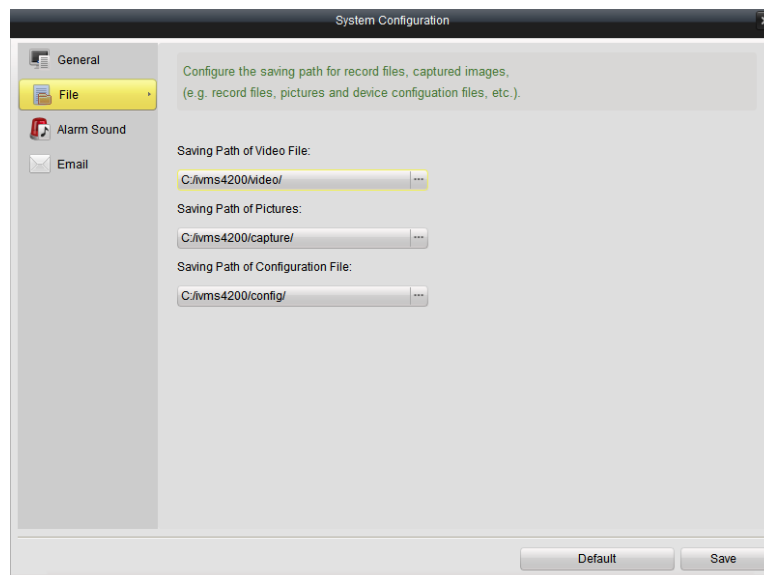 System Configuration
General
File
Alarm Sound
Email
Configure the saving path for record files, captured images,
(e.g. record files, pictures and device configuation files, etc.).
Saving Path of Video File:
C:/ivms4200/video/
Saving Path of Pictures:
C:/ivms4200/capture/
Saving Path of Configuration File:
C:/ivms4200/config/
Default
Save